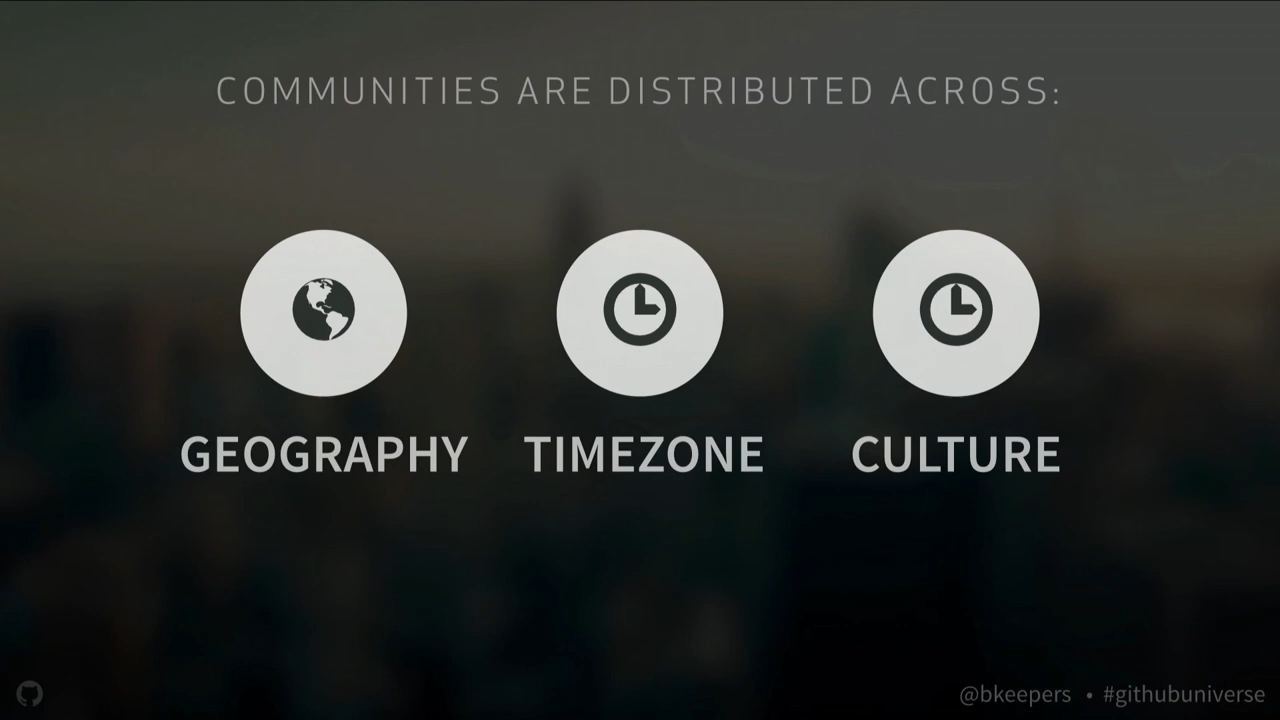 COMMUNITIES ARE DISTRIBUTED ACROSS:
GEOGRAPHY
TIMEZONE
CULTURE
@bkeepers • #githubuniverse